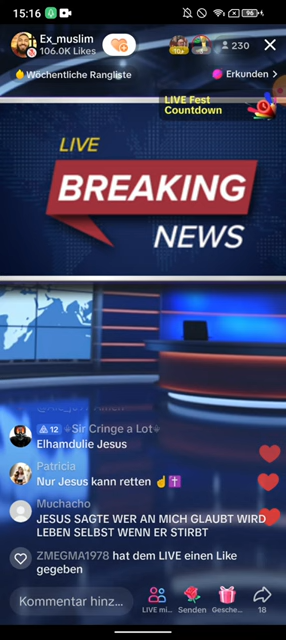 15:16
96
Ex_muslim
106.0K Likes
10+
230
Wöchentliche Rangliste
Erkunden >
LIVE Fest
Countdown
LIVE
BREAKING
NEWS
12 Sir Cringe a Lot
Elhamdulie Jesus
Patricia
Nur Jesus kann retten ☝️✝️
Muchacho
JESUS SAGTE WER AN MICH GLAUBT WIRD
LEBEN SELBST WENN ER STIRBT
ZMEGMA1978 hat dem LIVE einen Like
gegeben
Kommentar hinz...
LIVE mi...
Senden
Gesche...
18